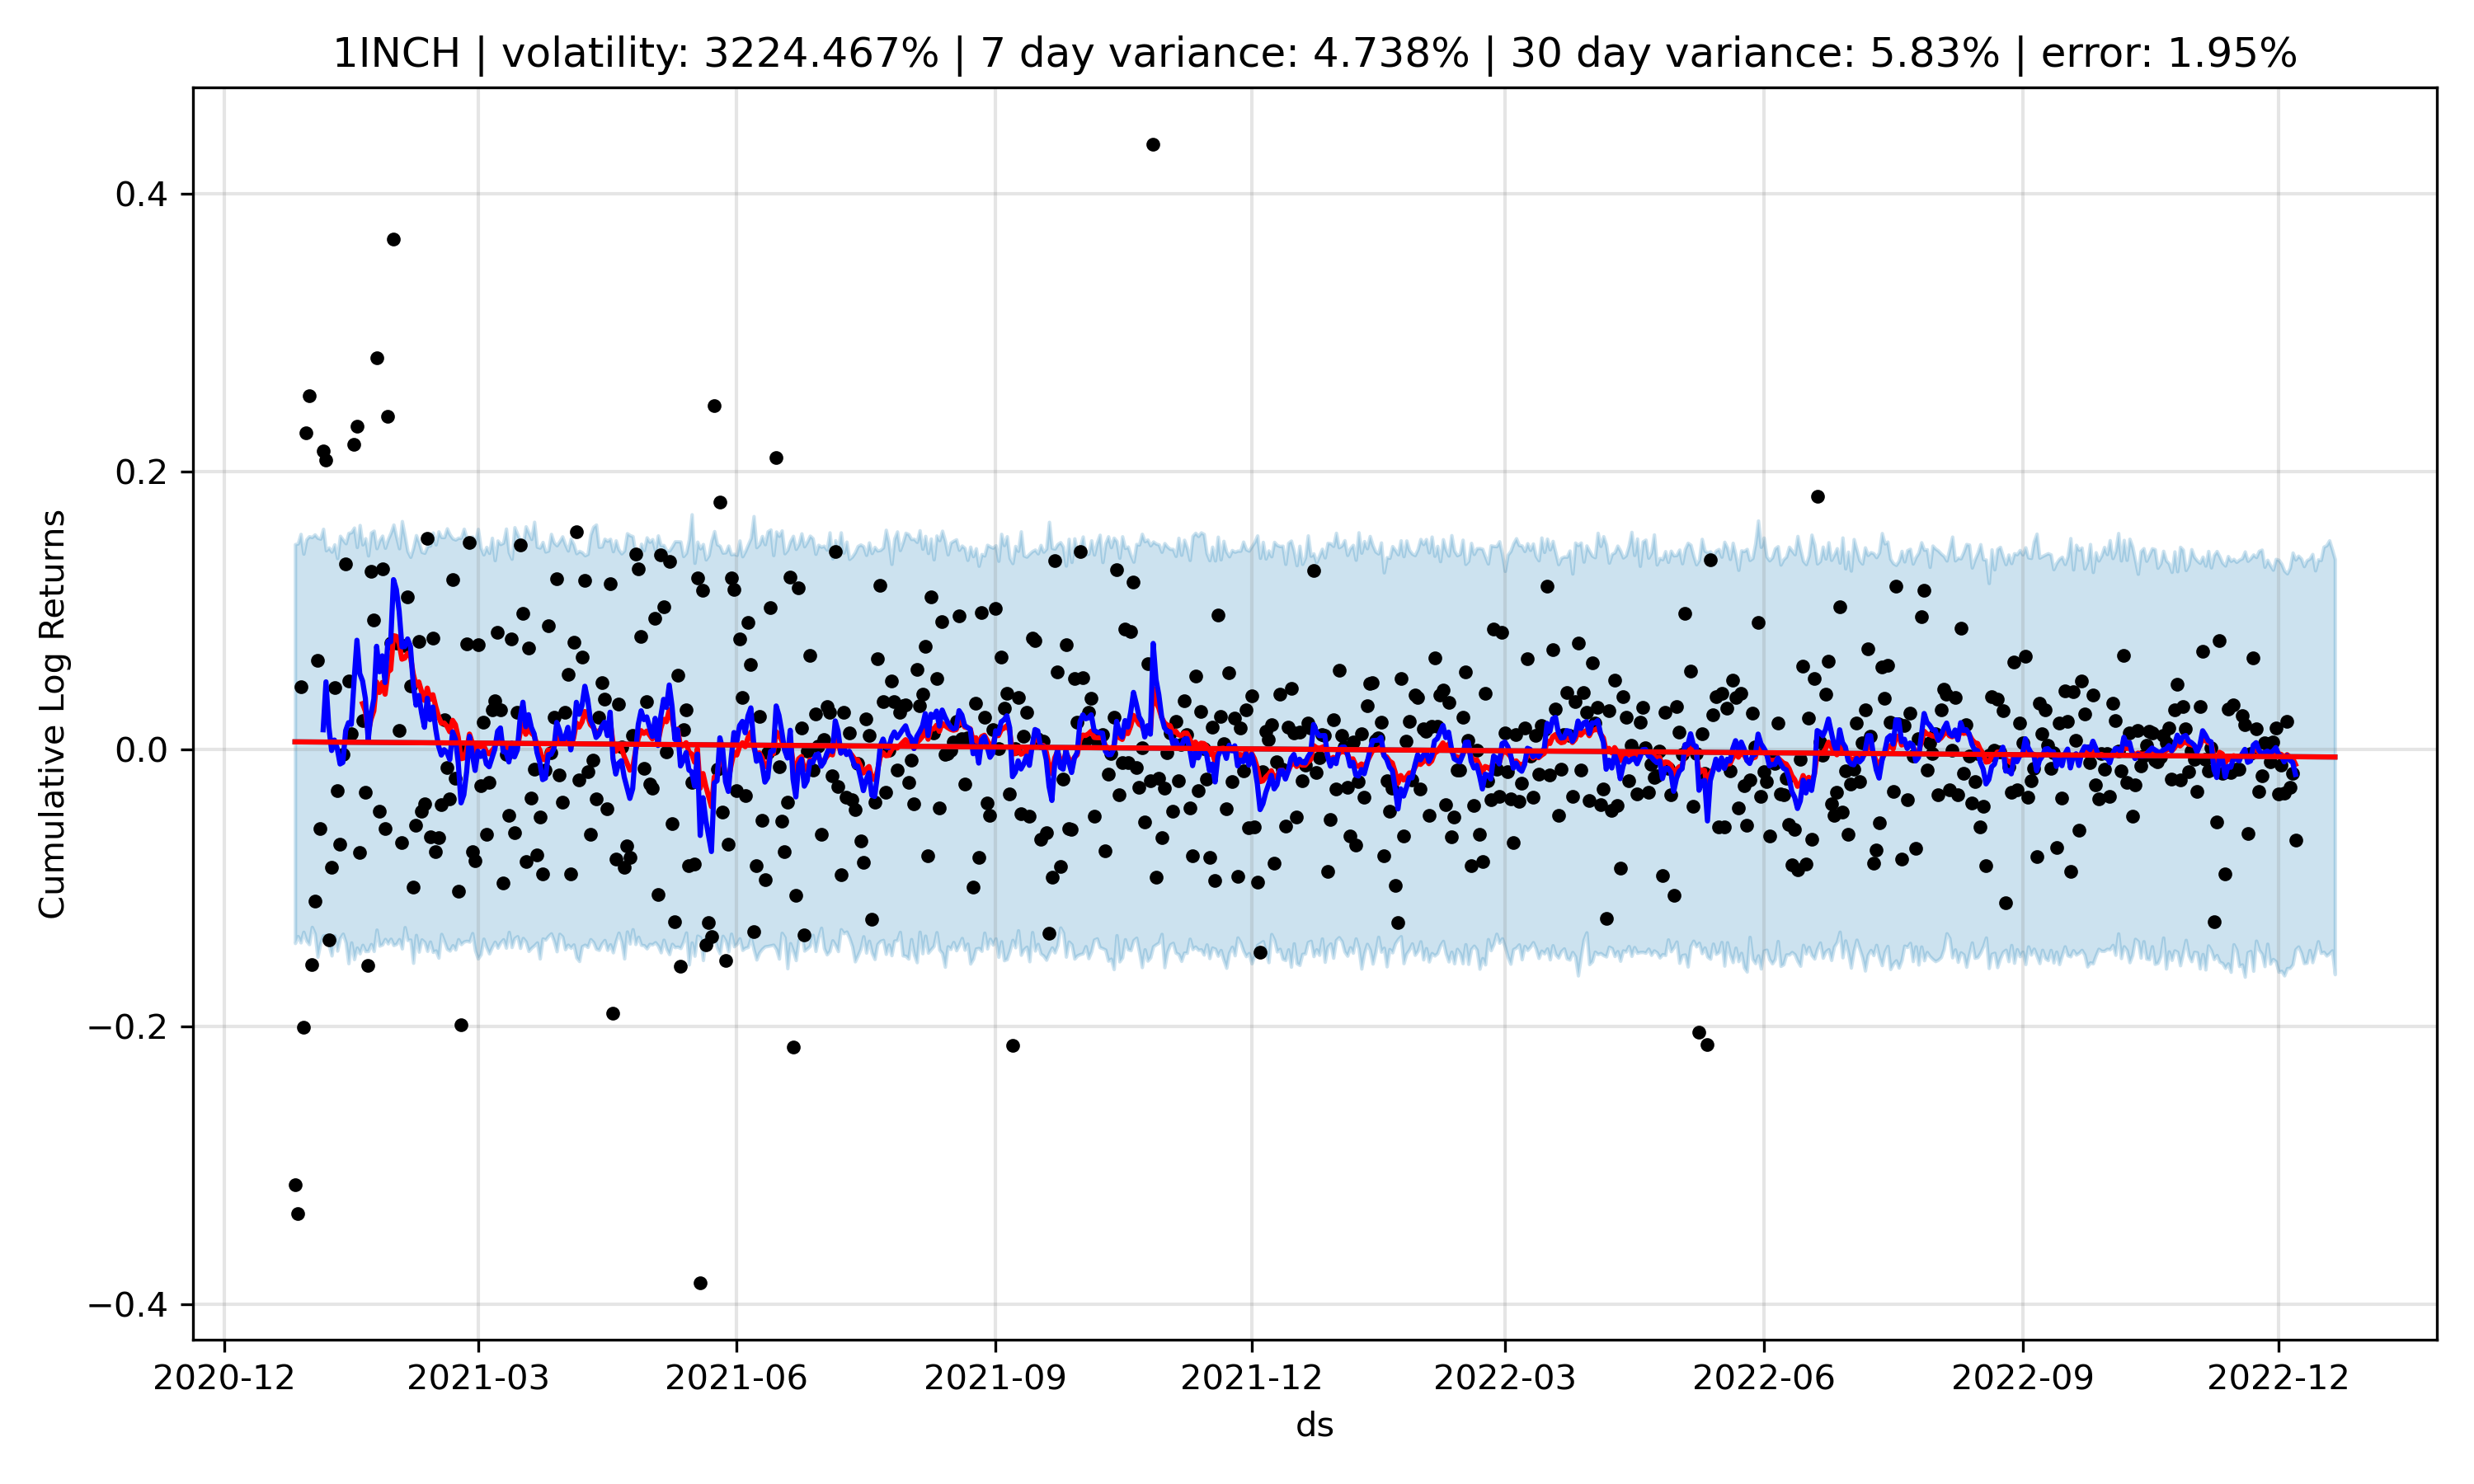 1INCH | volatility: 3224.467% | 7 day variance: 4.738% | 30 day variance: 5.83% | error: 1.95%
Cumulative Log Returns
0.4
0.2
0.0
−0.2
−0.4
2020-12 2021-03 2021-06 2021-09 2021-12 2022-03 2022-06 2022-09 2022-12
ds